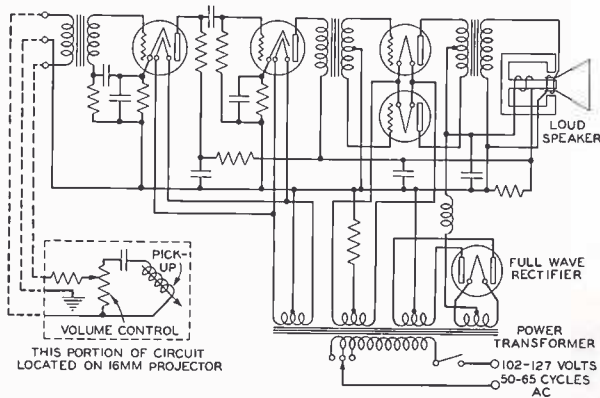 LOUD
SPEAKER
PICK-
UP
VOLUME CONTROL
THIS PORTION OF CIRCUIT
LOCATED ON 16MM PROJECTOR
FULL WAVE
RECTIFIER
POWER
TRANSFORMER
102-127 VOLTS
50-65 CYCLES
AC